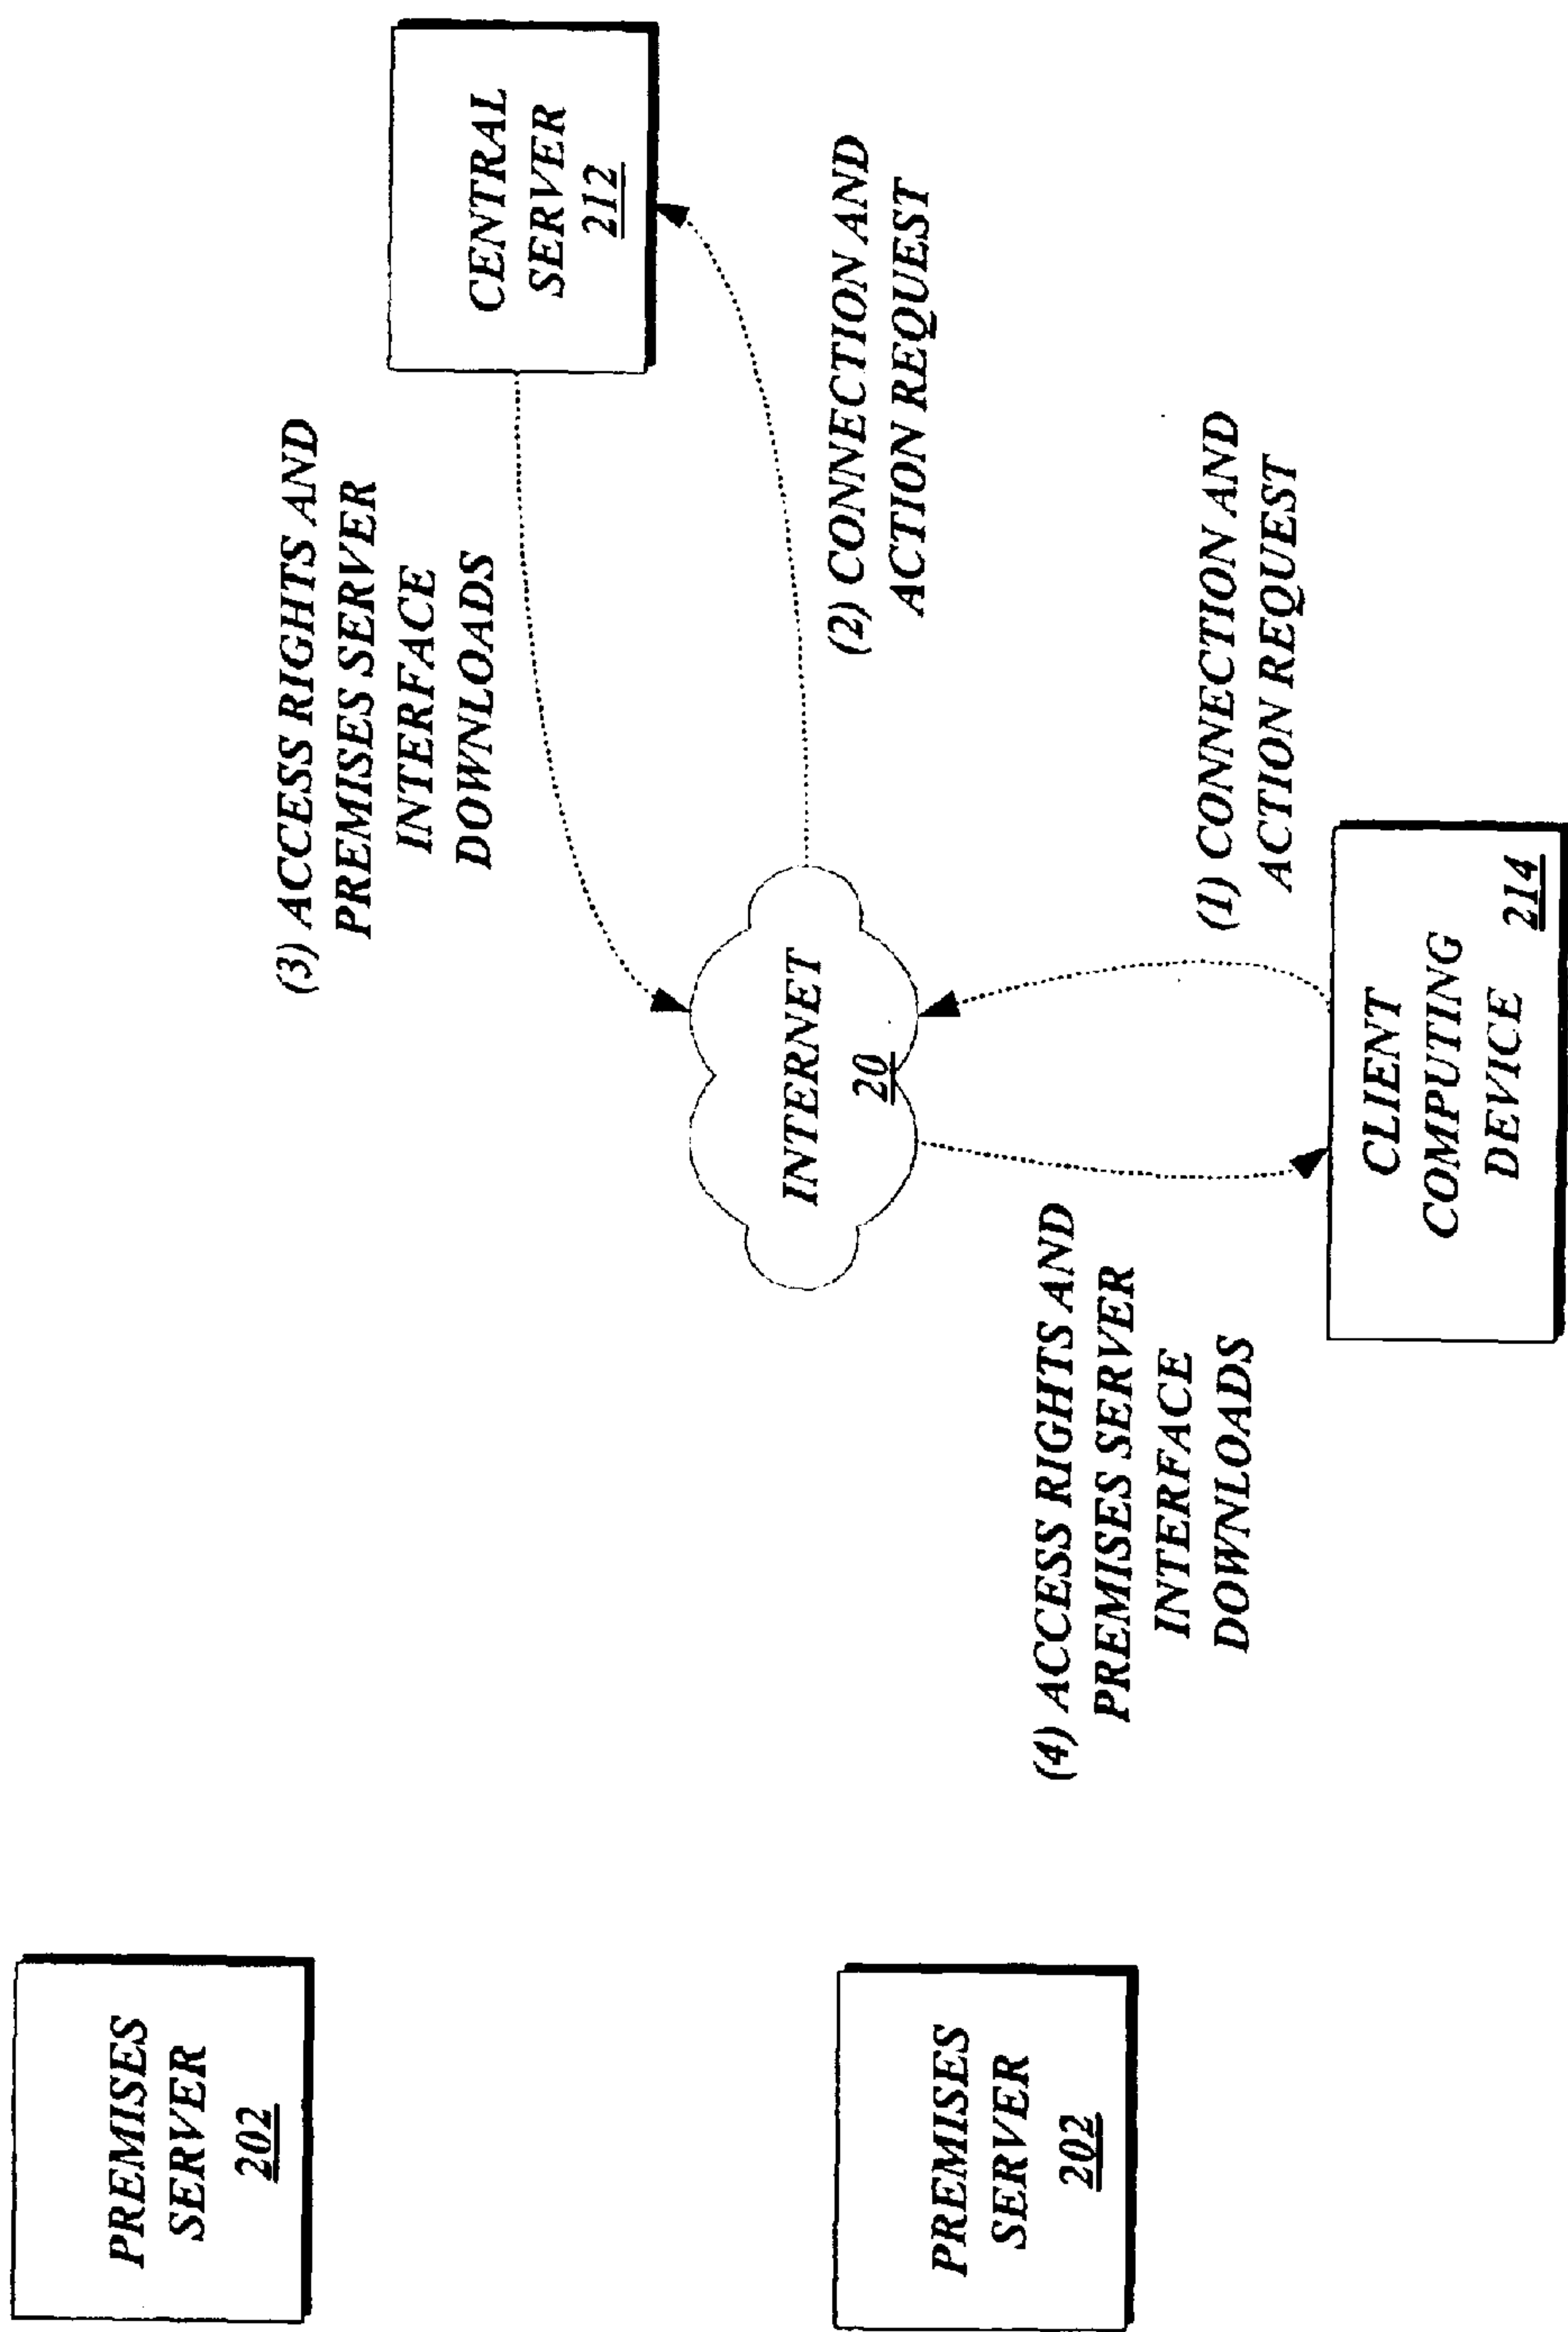 PREMISES
SERVER
202
(3) ACCESS RIGHTS AND
PREMISES SERVER
INTERFACE
DOWNLOADS
CENTRAL
SERVER
212
INTERNET
20
(2) CONNECTION AND
ACTION REQUEST
PREMISES
SERVER
202
(4) ACCESS RIGHTS AND
PREMISES SERVER
INTERFACE
DOWNLOADS
(1) CONNECTION AND
ACTION REQUEST
CLIENT
COMPUTING
DEVICE
214